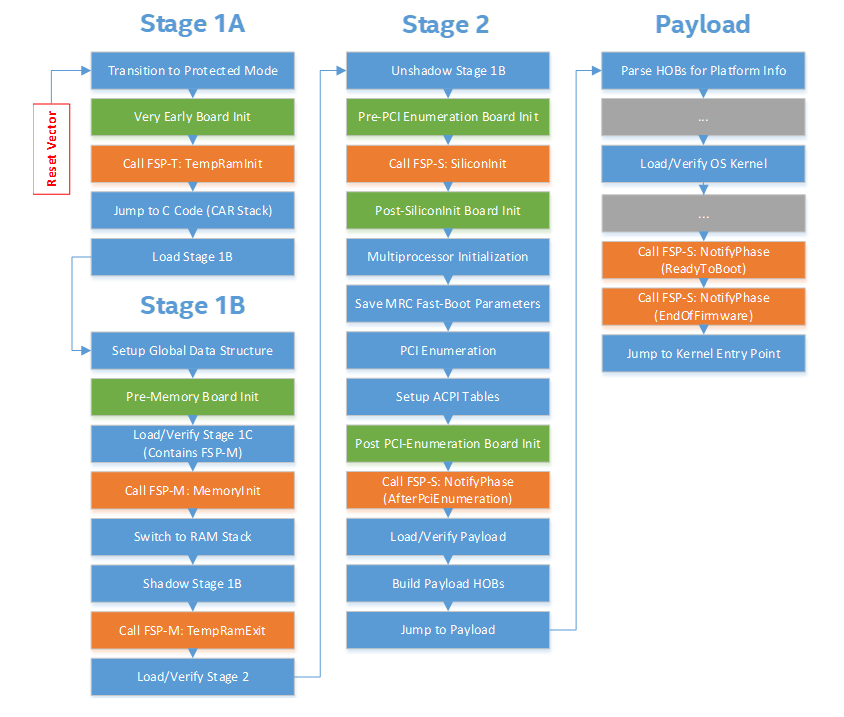 Stage 1A
Reset Vector
Transition to Protected Mode
Very Early Board Init
Call FSP-T: TempRamInit
Jump to C Code (CAR Stack)
Load Stage 1B
Stage 1B
Setup Global Data Structure
Pre-Memory Board Init
Load/Verify Stage 1C
(Contains FSP-M)
Call FSP-M: MemoryInit
Switch to RAM Stack
Shadow Stage 1B
Call FSP-M: TempRamExit
Load/Verify Stage 2
Stage 2
Unshadow Stage 1B
Pre-PCI Enumeration Board Init
Call FSP-S: SiliconInit
Post-SiliconInit Board Init
Multiprocessor Initialization
Save MRC Fast-Boot Parameters
PCI Enumeration
Setup ACPI Tables
Post PCI-Enumeration Board Init
Call FSP-S: NotifyPhase
(AfterPciEnumeration)
Load/Verify Payload
Build Payload HOBs
Jump to Payload
Payload
Parse HOBs for Platform Info
...
Load/Verify OS Kernel
...
Call FSP-S: NotifyPhase
(ReadyToBoot)
Call FSP-S: NotifyPhase
(EndOfFirmware)
Jump to Kernel Entry Point